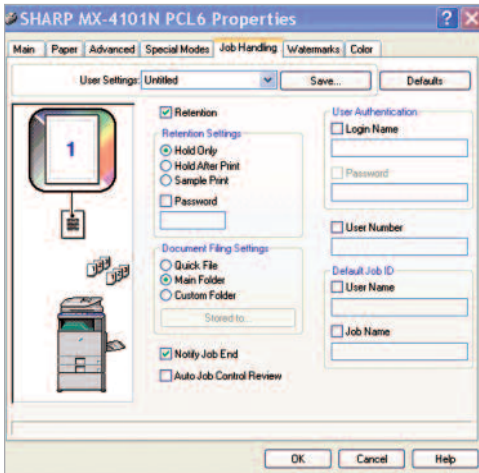 SHARP MX-4101N PCL6 Properties
Main Paper Advanced Special Modes Job Handling Watermarks Color
User Settings: Untitled Save... Defaults
1
Retention
Retention Settings
Hold Only
Hold After Print
Sample Print
Password
Document Filing Settings
Quick File
Main Folder
Custom Folder
Stored to...
Notify Job End
Auto Job Control Review
User Authentication
Login Name
Password
User Number
Default Job ID
User Name
Job Name
OK Cancel Help